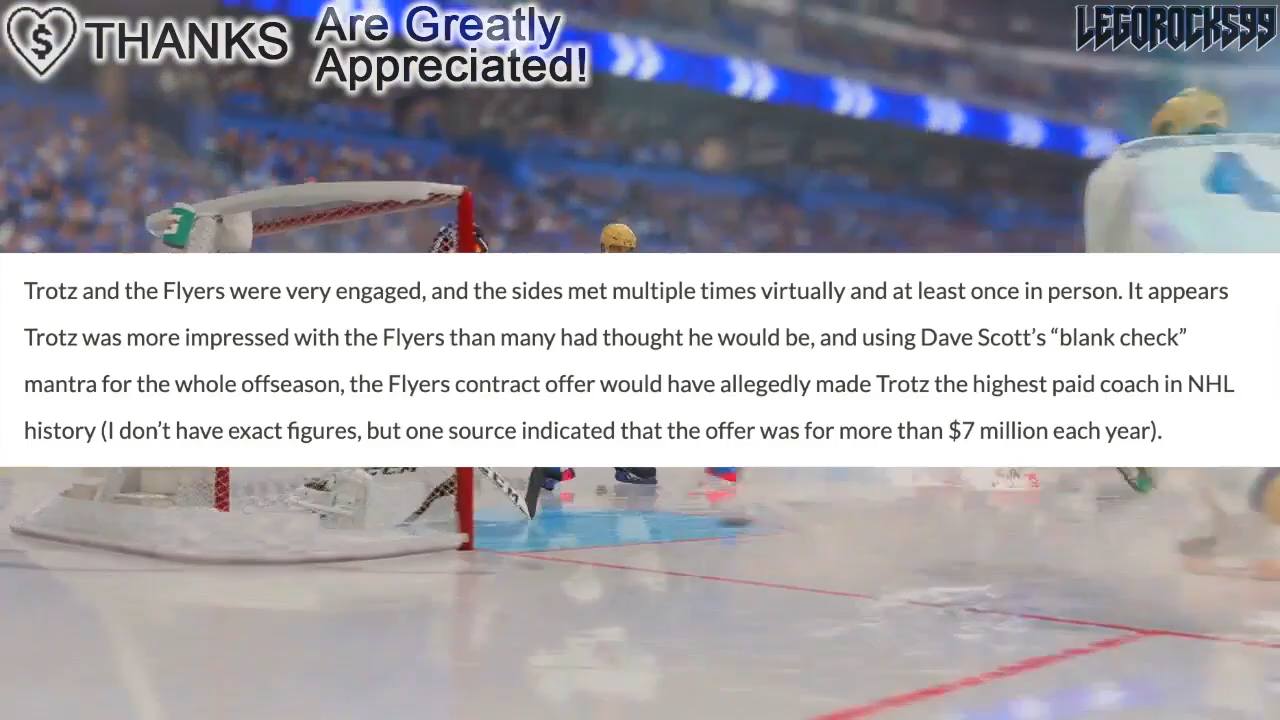 THANKS
Are Greatly
Appreciated!
LEGOROCKS99
Trotz and the Flyers were very engaged, and the sides met multiple times virtually and at least once in person. It appears
Trotz was more impressed with the Flyers than many had thought he would be, and using Dave Scott’s “blank check”
mantra for the whole offseason, the Flyers contract offer would have allegedly made Trotz the highest paid coach in NHL
history (I don’t have exact figures, but one source indicated that the offer was for more than $7 million each year).